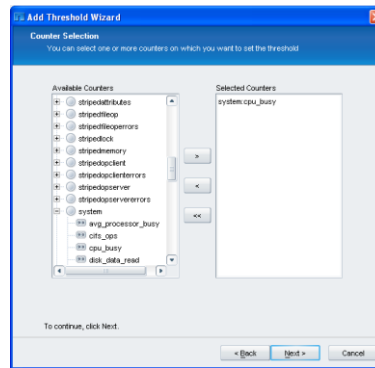 Add Threshold Wizard
Counter Selection
You can select one or more counters on which you want to set the threshold
Available Counters
Selected Counters
stripedattributes
stripedfileop
stripedfileoperrors
stripedlock
stripedmemory
stripedopclient
stripedopclienterrors
stripedopserver
stripedopservererrors
system
avg_processor_busy
cifs_ops
cpu_busy
disk_data_read
system:cpu_busy
>
<
<<
To continue, click Next.
< Back
Next >
Cancel